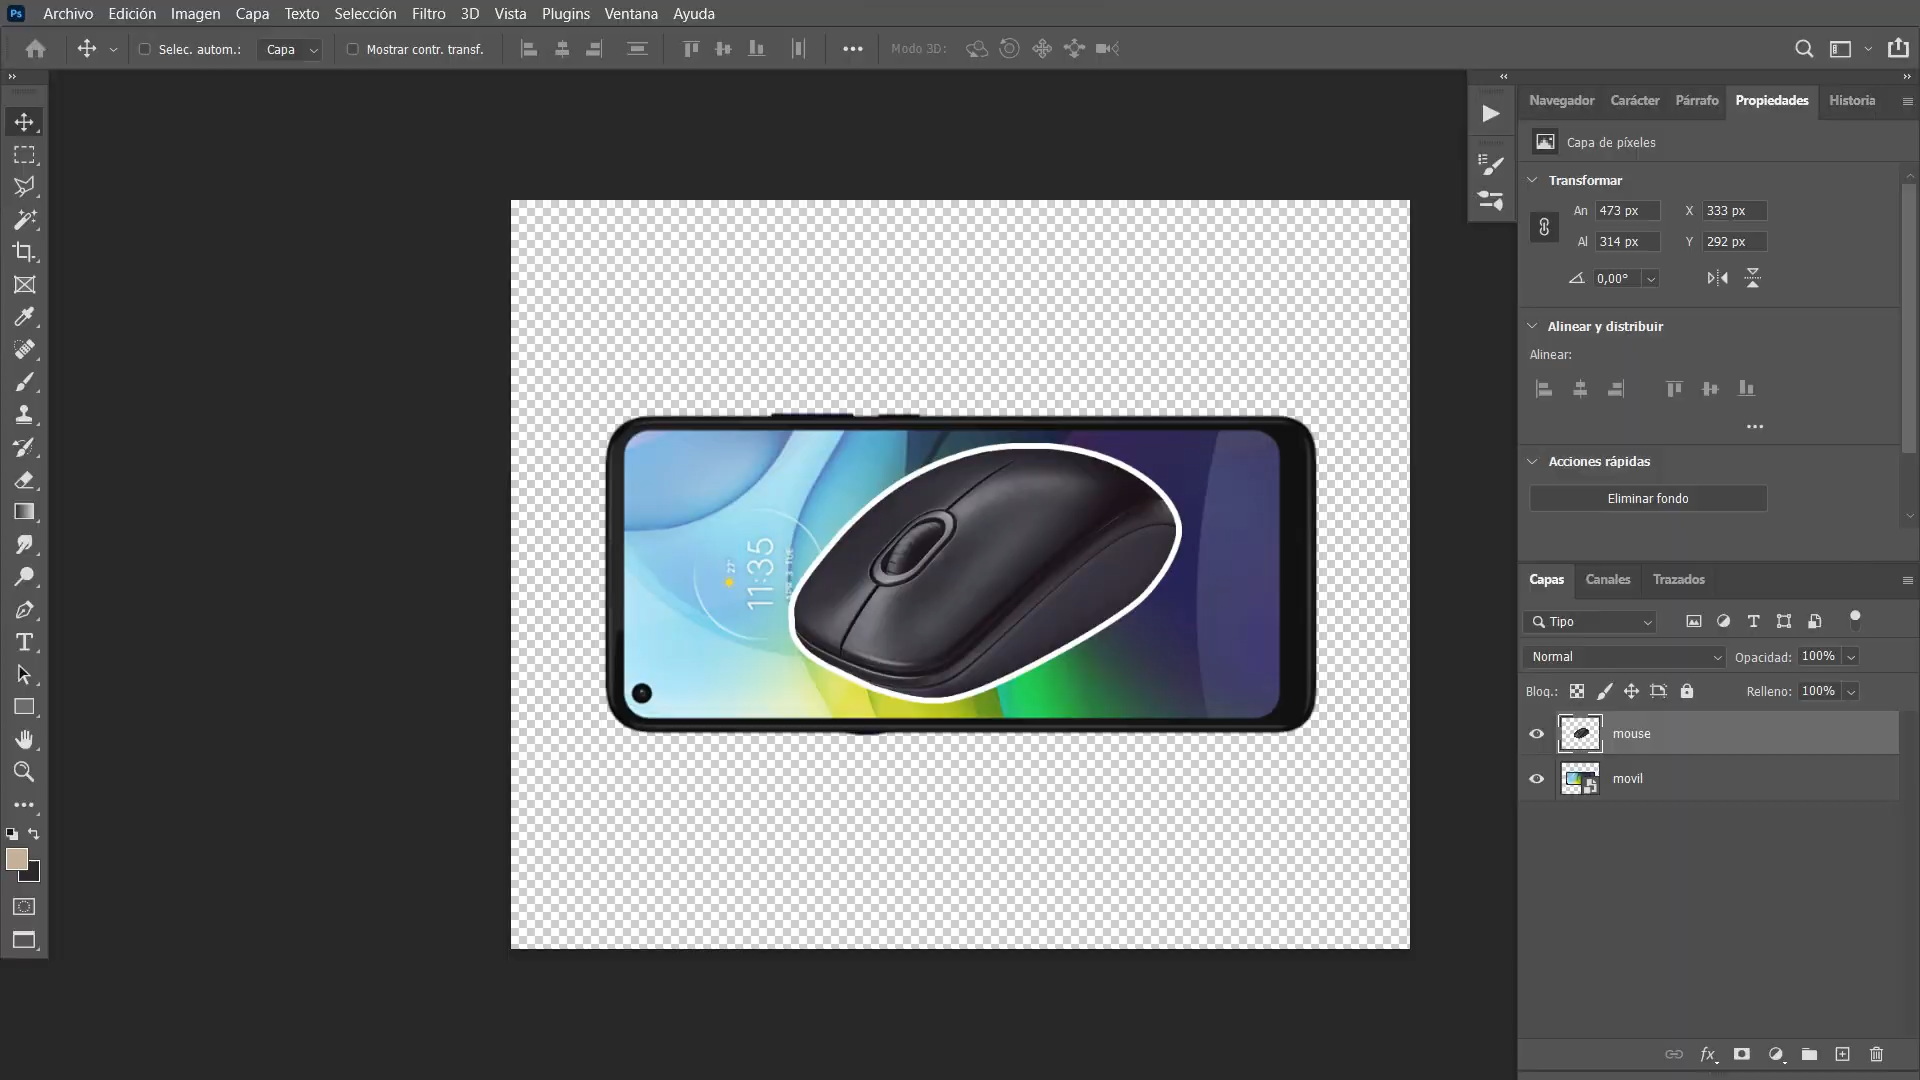 Ps Archivo Edición Imagen Capa Texto Selección Filtro 3D Vista Plugins Ventana Ayuda
Selec. autom.: Capa Mostrar contr. transf. Modo 3D:
Navegador Carácter Párrafo Propiedades Historia
Capa de píxeles
Transformar
An 473 px X 333 px
Al 314 px Y 292 px
0,00°
Alinear y distribuir
Alinear:
Acciones rápidas
Eliminar fondo
Capas Canales Trazados
Tipo
Normal Opacidad: 100%
Bloq.: Relleno: 100%
mouse
movil
fx
27°
11:35